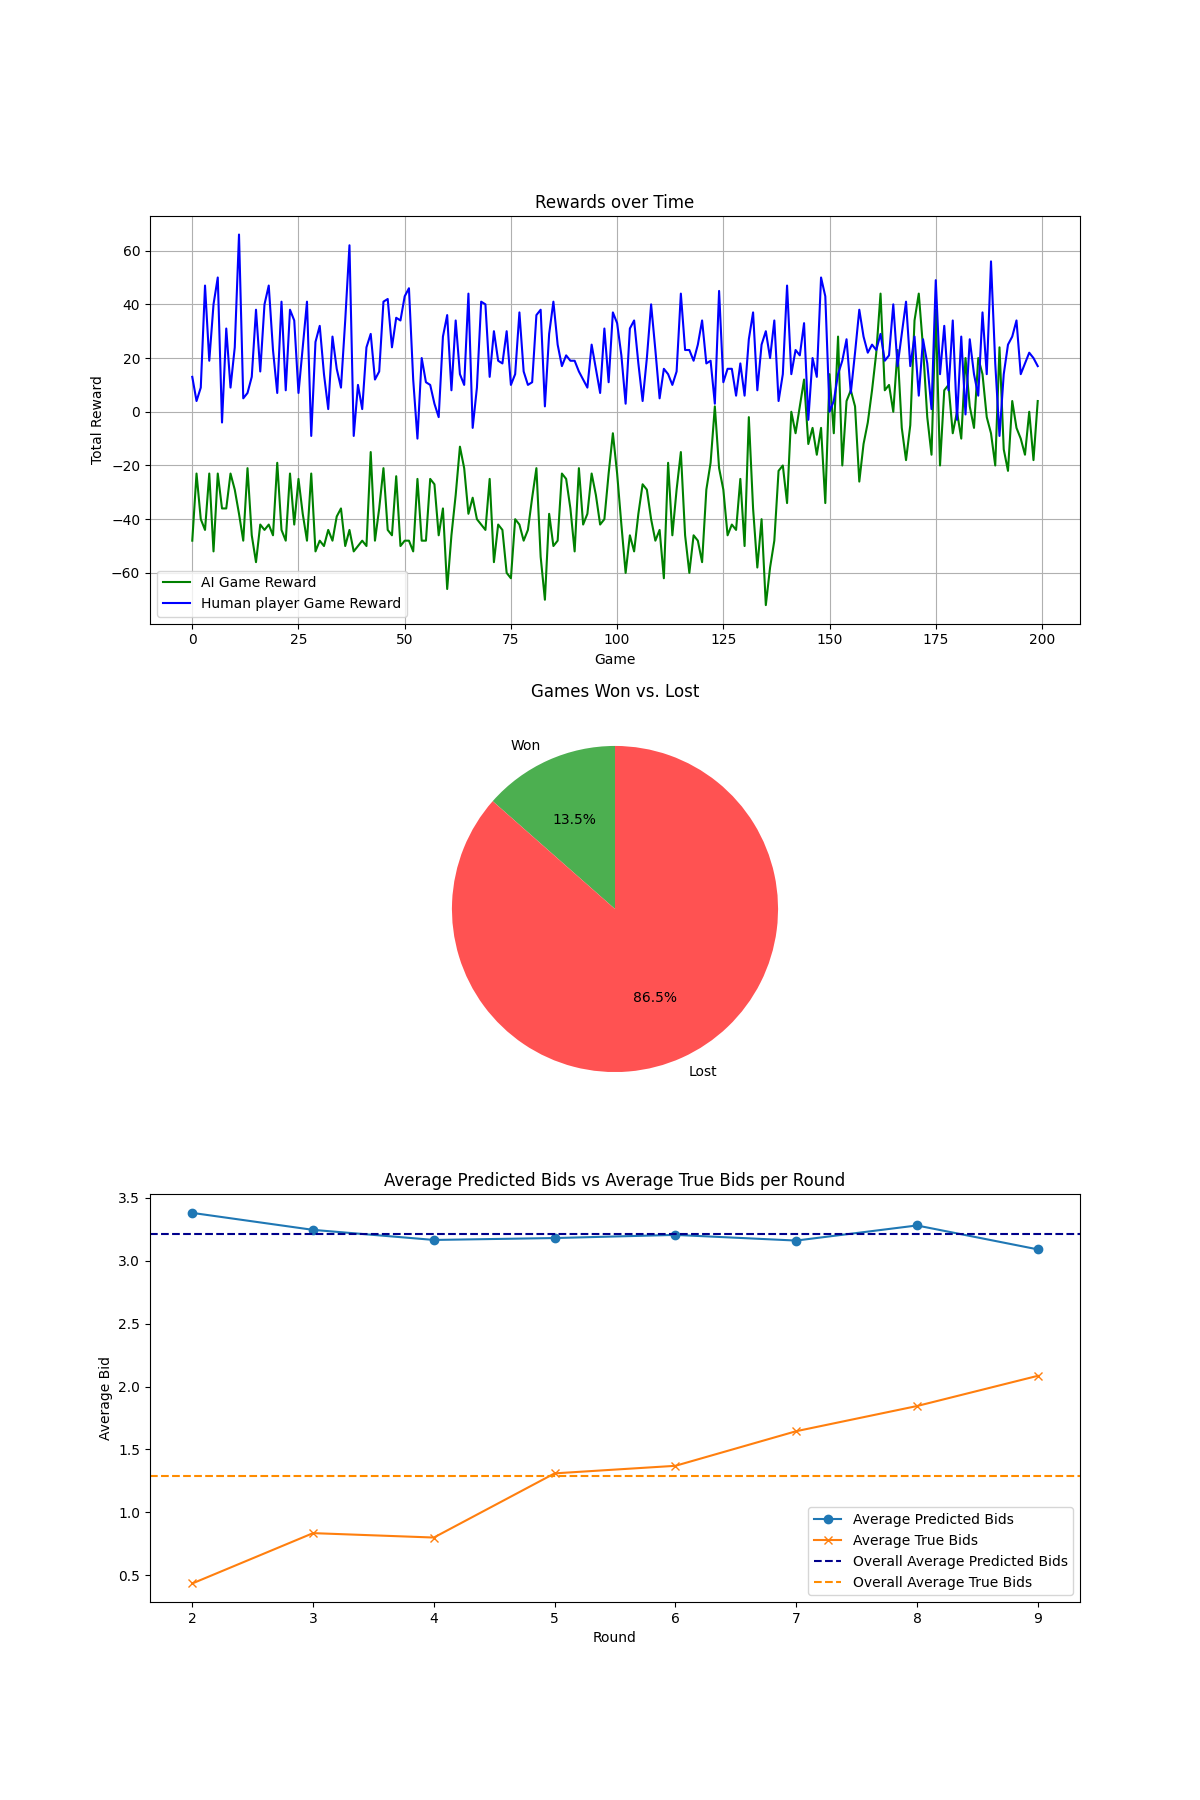 Rewards over Time
60
40
20
0
−20
−40
−60
Total Reward
AI Game Reward
Human player Game Reward
0 25 50 75 100 125 150 175 200
Game
Games Won vs. Lost
Won
13.5%
86.5%
Lost
Average Predicted Bids vs Average True Bids per Round
3.5
3.0
2.5
2.0
1.5
1.0
0.5
Average Bid
Average Predicted Bids
Average True Bids
Overall Average Predicted Bids
Overall Average True Bids
2 3 4 5 6 7 8 9
Round